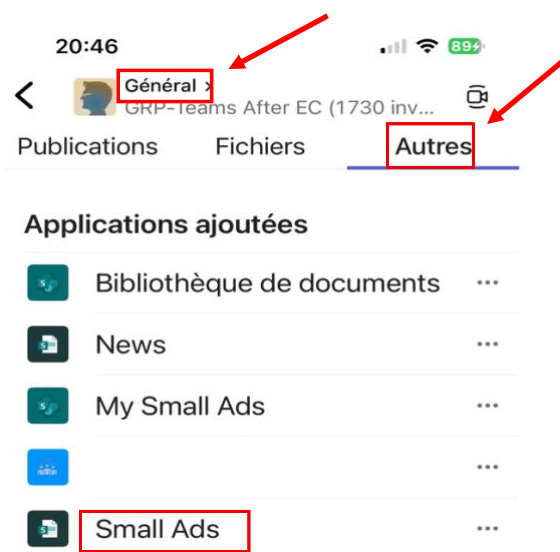 20:46 89
Général >
GRP-Teams After EC (1730 inv...
Publications Fichiers Autres
Applications ajoutées
Bibliothèque de documents ...
News ...
My Small Ads ...
...
Small Ads ...